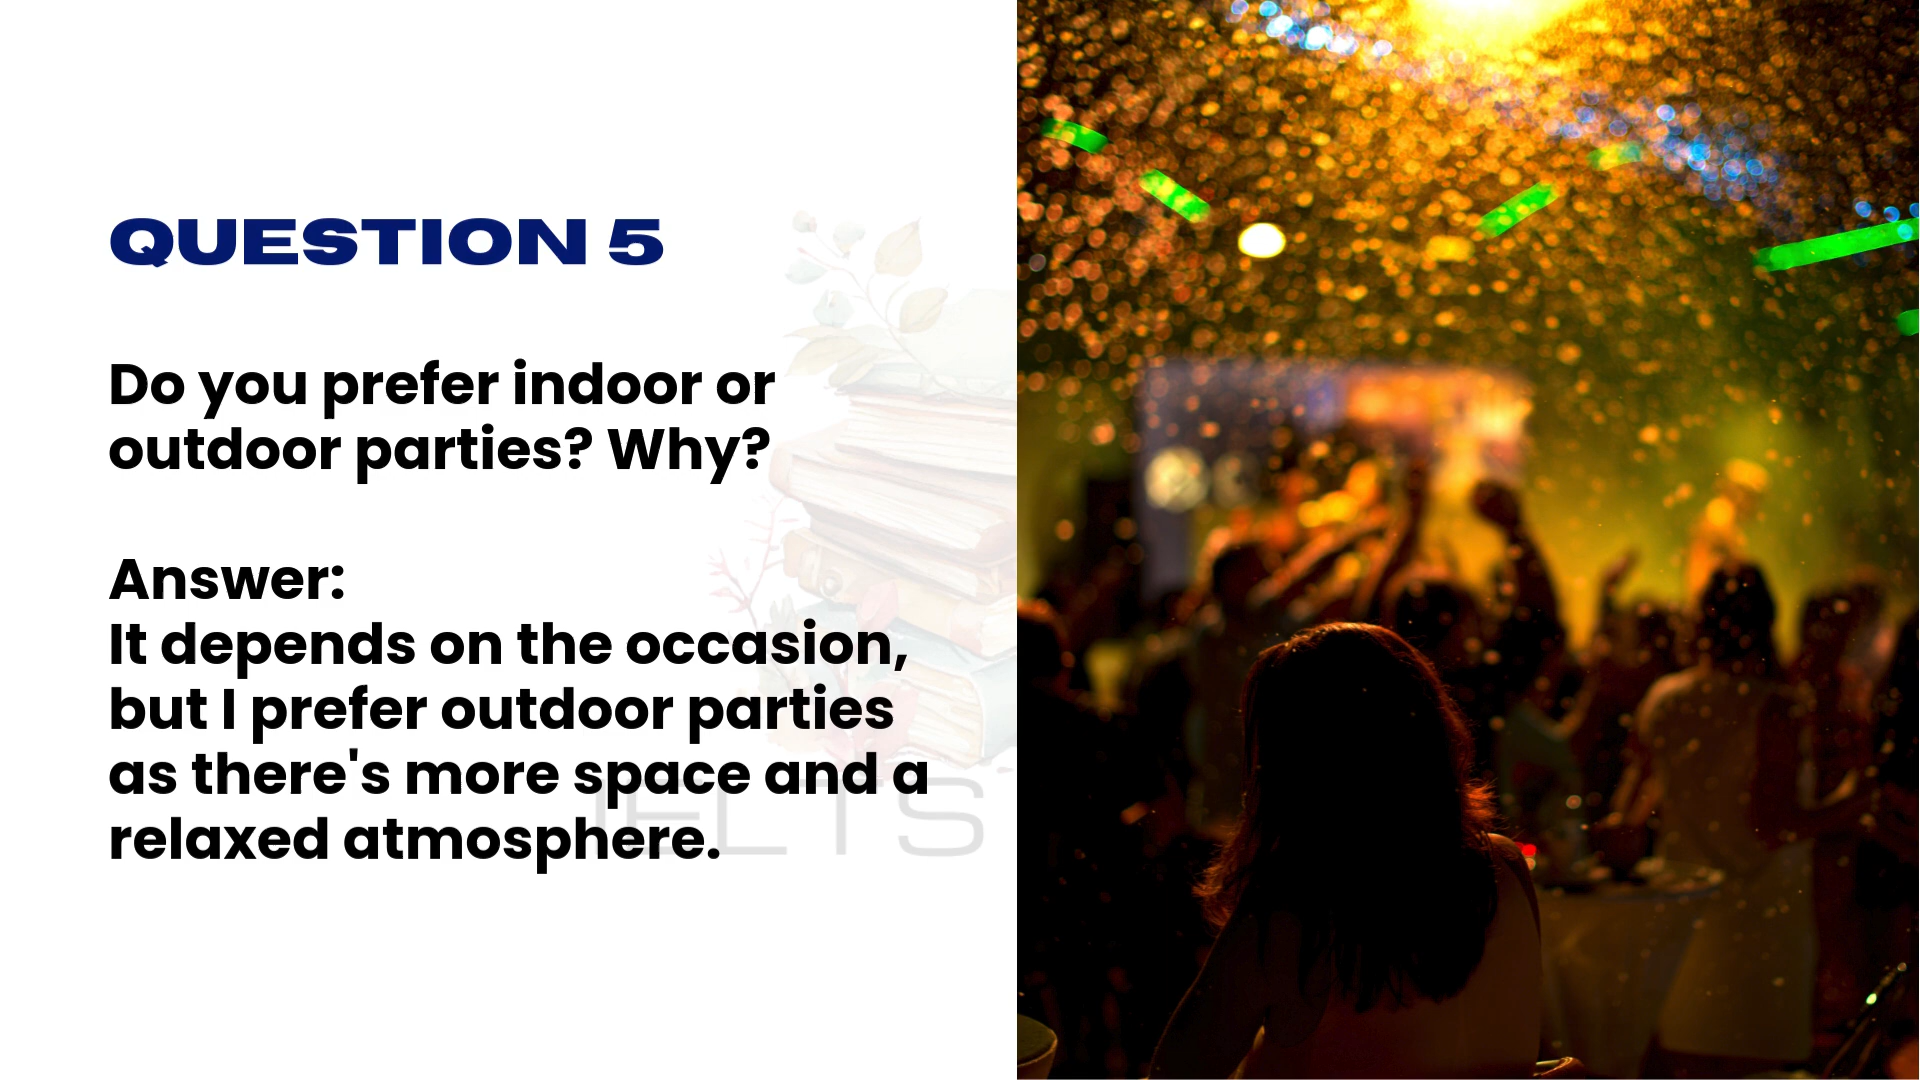 QUESTION 5
Do you prefer indoor or
outdoor parties? Why?
Answer:
It depends on the occasion,
but I prefer outdoor parties
as there's more space and a
relaxed atmosphere.
IELTS